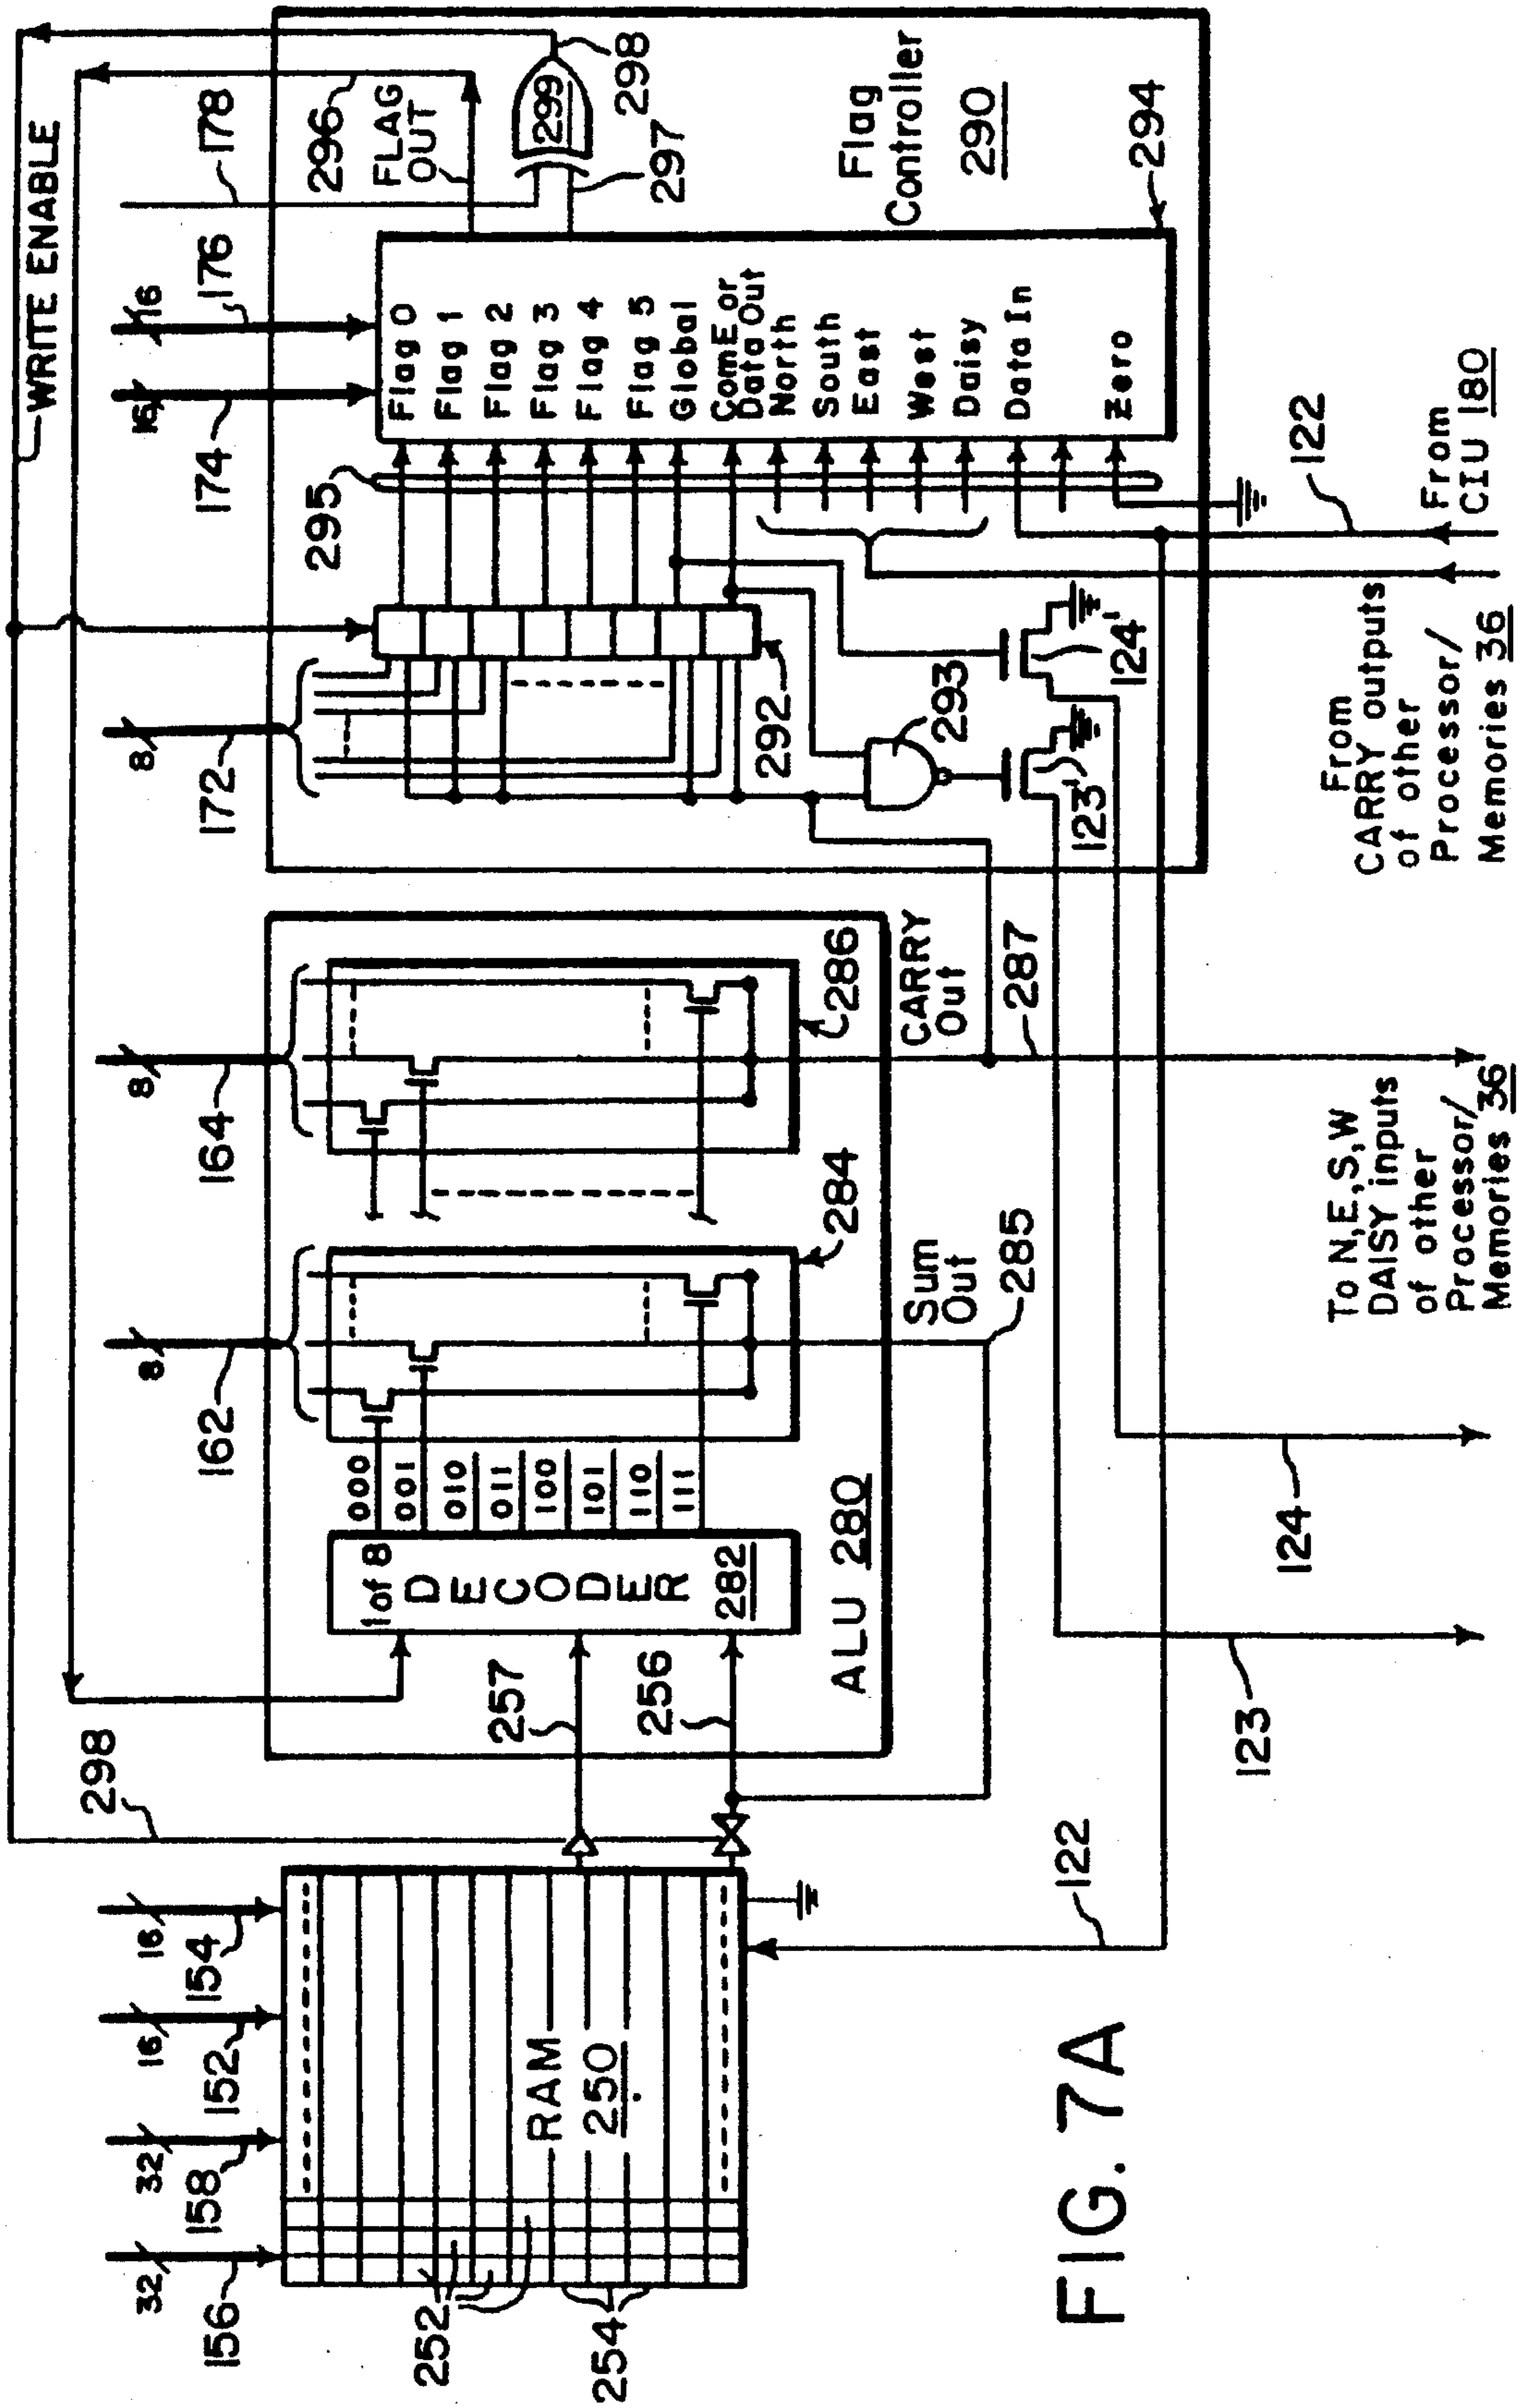 WRITE ENABLE
298
156
32
158
32
152
16
154
16
162
8
164
8
172
8
174
16
176
16
178
296
FLAG
OUT
299
298
297
Flag
Controller
290
294
295
Flag 0
Flag 1
Flag 2
Flag 3
Flag 4
Flag 5
Global
ComE or
Data Out
North
South
East
West
Daisy
Data In
Zero
292
293
123'
124'
RAM
250
252
254
257
256
1 of 8
DECODER
282
000
001
010
011
100
101
110
111
284
286
ALU 280
Sum
Out
285
CARRY
Out
287
122
123
124
122
To N,E,S,W
DAISY inputs
of other
Processor/
Memories 36
From
CARRY outputs
of other
Processor/
Memories 36
From
CIU 180
FIG. 7A